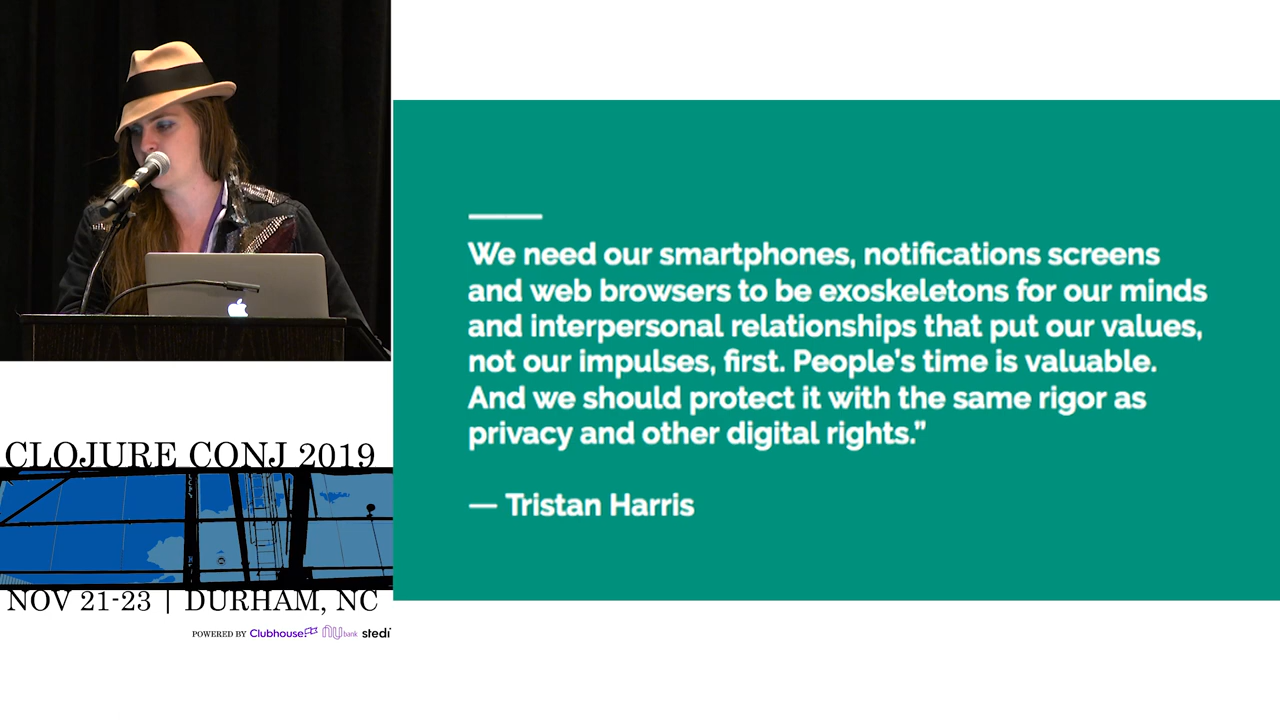 We need our smartphones, notifications screens
and web browsers to be exoskeletons for our minds
and interpersonal relationships that put our values,
not our impulses, first. People's time is valuable.
And we should protect it with the same rigor as
privacy and other digital rights.”
— Tristan Harris
CLOJURE CONJ 2019
NOV 21-23 | DURHAM, NC
POWERED BY Clubhouse nu bank stedi